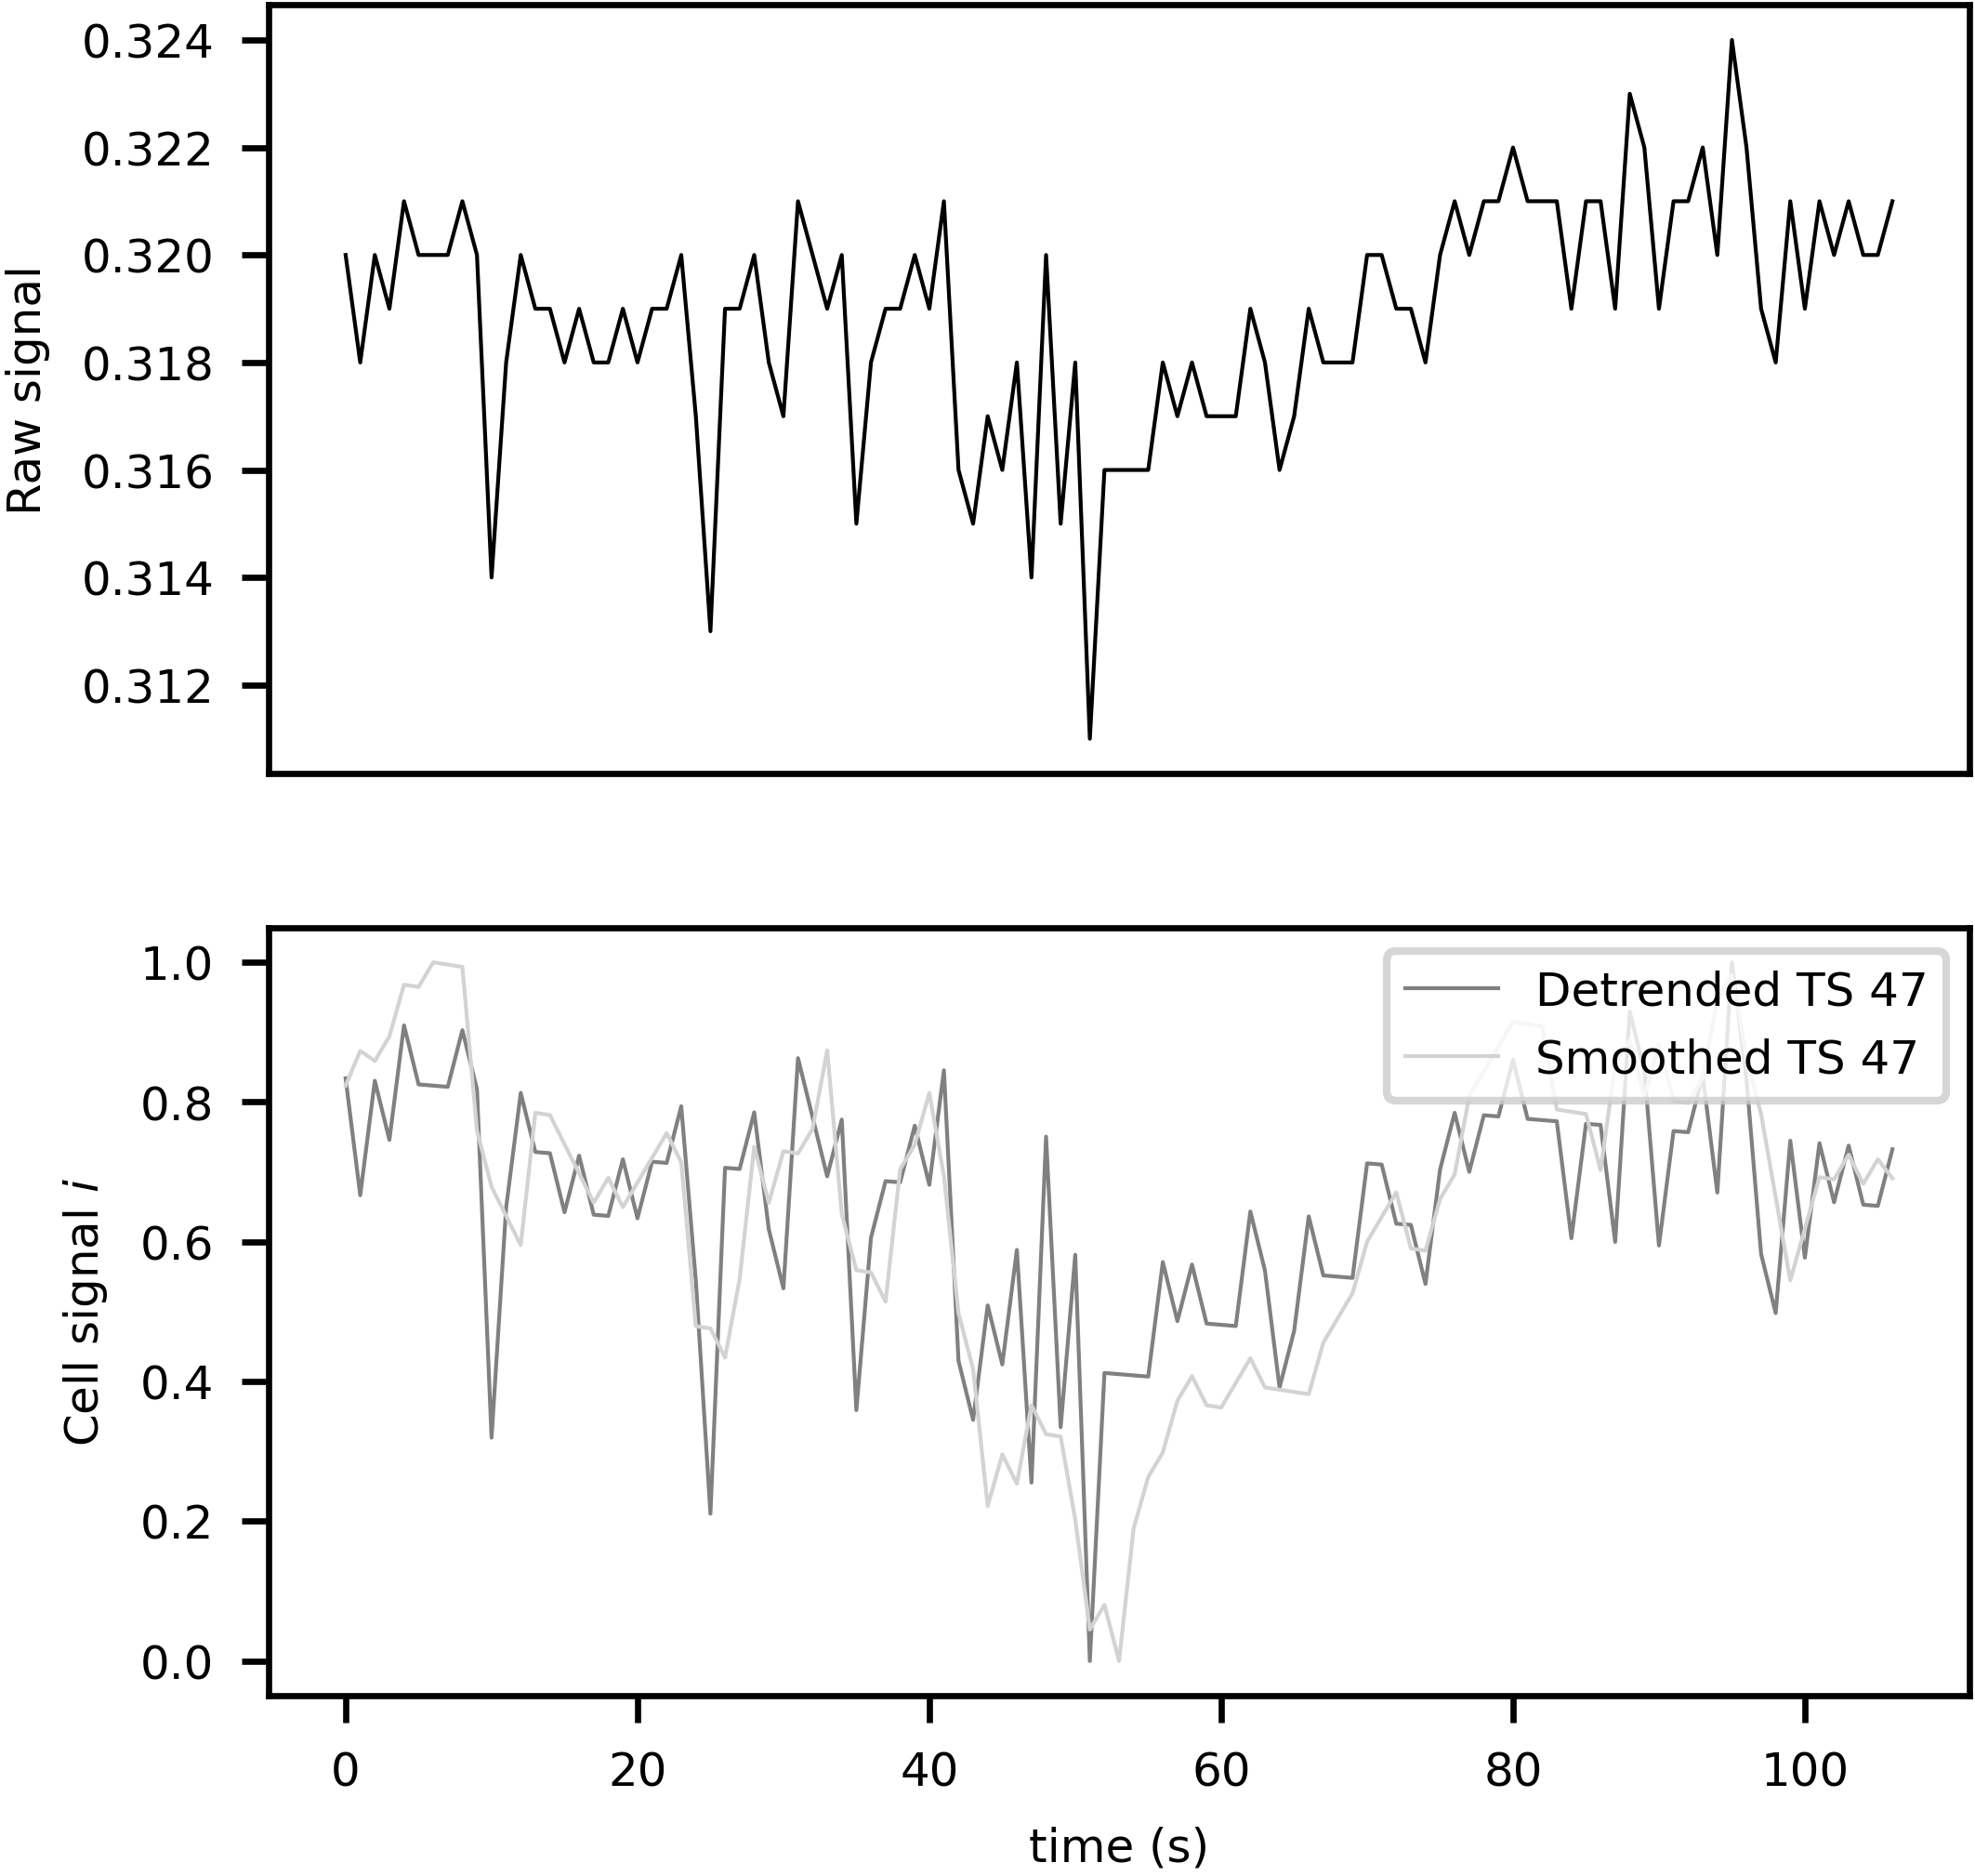 0.324
0.322
0.320
0.318
0.316
0.314
0.312
Raw signal
1.0
0.8
0.6
0.4
0.2
0.0
Cell signal i
Detrended TS 47
Smoothed TS 47
0 20 40 60 80 100
time (s)